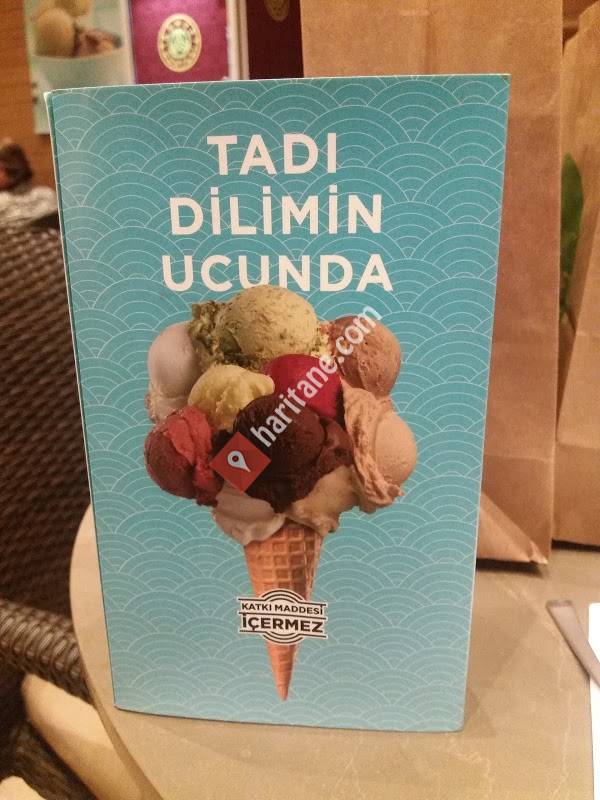 TADI
DİLİMİN
UCUNDA
haritane.com
KATKI MADDESİ
İÇERMEZ